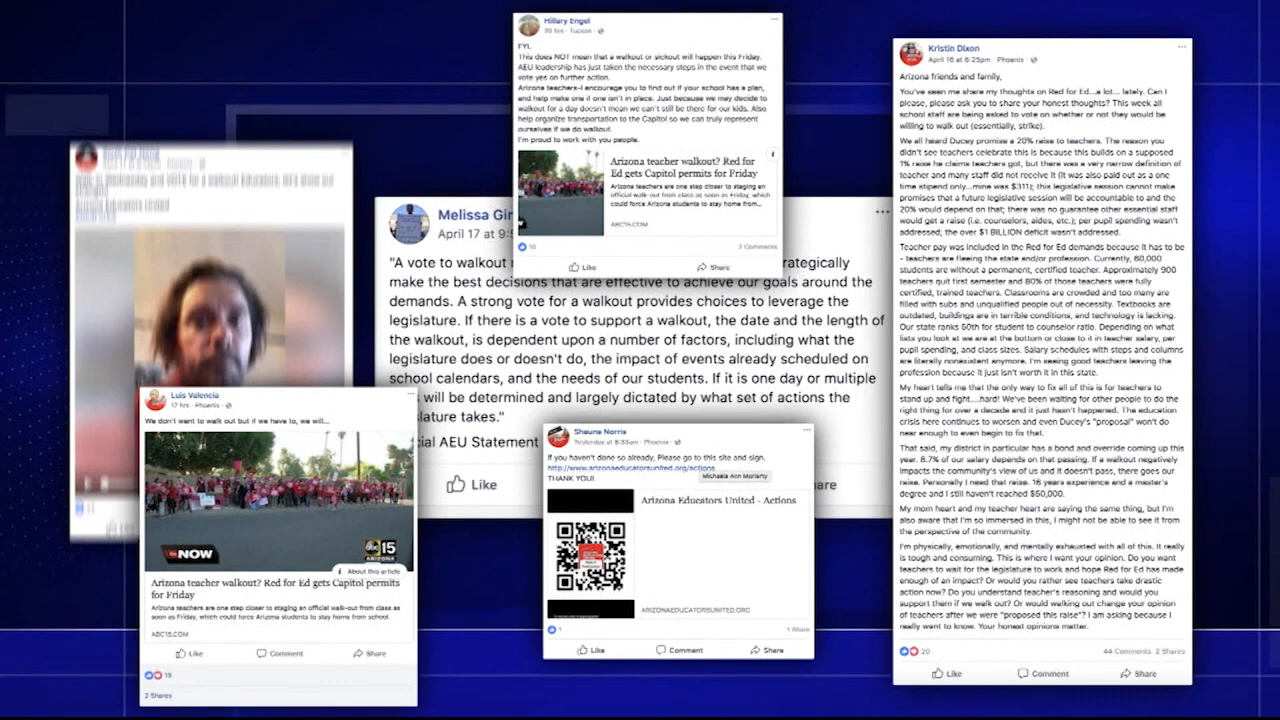 Hillary Engel
99 hrs · Tucson ·
FYI,
This does NOT mean that a walkout or sickout will happen this Friday.
AEU leadership has just taken the necessary steps in the event that we
vote yes on further action.
Arizona teachers-I encourage you to find out if your school has a plan,
and help make one if one isn't in place. Just because we may decide to
walkout for a day doesn't mean we can't still be there for our kids. Also
help organize transportation to the Capitol so we can truly represent
ourselves if we do walkout.
I'm proud to work with you people.
Arizona teacher walkout? Red for
Ed gets Capitol permits for Friday
Arizona teachers are one step closer to staging an
official walk-out from class as soon as Friday, which
could force Arizona students to stay home from...
ABC15.COM
10
2 Comments
Like
Share
Melissa Gir
April 17 at 9:5
"A vote to walkout
rategically
make the best decisions that are effective to achieve our goals around the
demands. A strong vote for a walkout provides choices to leverage the
legislature. If there is a vote to support a walkout, the date and the length of
the walkout, is dependent upon a number of factors, including what the
legislature does or doesn't do, the impact of events already scheduled on
school calendars, and the needs of our students. If it is one day or multiple
will be determined and largely dictated by what set of actions the
lature takes."
cial AEU Statement
Like
are
Luis Valencia
17 hrs · Phoenix ·
We don't want to walk out but if we have to, we will...
NOW
abc 15
ARIZONA
i About this article
Arizona teacher walkout? Red for Ed gets Capitol permits
for Friday
Arizona teachers are one step closer to staging an official walk-out from class as
soon as Friday, which could force Arizona students to stay home from school.
ABC15.COM
Like
Comment
Share
19
2 Shares
Shauna Norris
Yesterday at 8:33am · Phoenix ·
If you haven't done so already, Please go to this site and sign.
http://www.arizonaeducatorsunited.org/actions
THANK YOU!
Michaela Ann Moriarty
Arizona Educators United - Actions
ARIZONAEDUCATORSUNITED.ORG
1
1 Share
Like
Comment
Share
Kristin Dixon
April 16 at 6:25pm · Phoenix ·
Arizona friends and family,
You've seen me share my thoughts on Red for Ed...a lot... lately. Can I
please, please ask you to share your honest thoughts? This week all
school staff are being asked to vote on whether or not they would be
willing to walk out (essentially, strike).
We all heard Ducey promise a 20% raise to teachers. The reason you
didn't see teachers celebrate this is because this builds on a supposed
1% raise he claims teachers got, but there was a very narrow definition of
teacher and many staff did not receive it (it was also paid out as a one
time stipend only...mine was $311); this legislative session cannot make
promises that a future legislative session will be accountable to and the
20% would depend on that; there was no guarantee other essential staff
would get a raise (i.e. counselors, aides, etc.); per pupil spending wasn't
addressed; the over $1 BILLION deficit wasn't addressed.
Teacher pay was included in the Red for Ed demands because it has to be
- teachers are fleeing the state and/or profession. Currently, 60,000
students are without a permanent, certified teacher. Approximately 900
teachers quit first semester and 80% of those teachers were fully
certified, trained teachers. Classrooms are crowded and too many are
filled with subs and unqualified people out of necessity. Textbooks are
outdated, buildings are in terrible conditions, and technology is lacking.
Our state ranks 50th for student to counselor ratio. Depending on what
lists you look at we are at the bottom or close to it in teacher salary, per
pupil spending, and class sizes. Salary schedules with steps and columns
are literally nonexistent anymore. I'm seeing good teachers leaving the
profession because it just isn't worth it in this state.
My heart tells me that the only way to fix all of this is for teachers to
stand up and fight....hard! We've been waiting for other people to do the
right thing for over a decade and it just hasn't happened. The education
crisis here continues to worsen and even Ducey's "proposal" won't do
near enough to even begin to fix that.
That said, my district in particular has a bond and override coming up this
year. 8.7% of our salary depends on that passing. If a walkout negatively
impacts the community's view of us and it doesn't pass, there goes our
raise. Personally I need that raise. 16 years experience and a master's
degree and I still haven't reached $50,000.
My mom heart and my teacher heart are saying the same thing, but I'm
also aware that I'm so immersed in this, I might not be able to see it from
the perspective of the community.
I'm physically, emotionally, and mentally exhausted with all of this. It really
is tough and consuming. This is where I want your opinion. Do you want
teachers to wait for the legislature to work and hope Red for Ed has made
enough of an impact? Or would you rather see teachers take drastic
action now? Do you understand teacher's reasoning and would you
support them if we walk out? Or would walking out change your opinion
of teachers after we were "proposed this raise"? I am asking because I
really want to know. Your honest opinions matter.
20
44 Comments 2 Shares
Like
Comment
Share